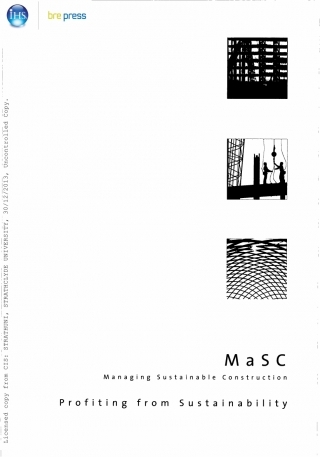 IHS
bre press
Licensed copy from CIS: STRATHUNI, STRATHCLYDE UNIVERSITY, 30/12/2013, Uncontrolled Copy.
MaSC
Managing Sustainable Construction
Profiting from Sustainability